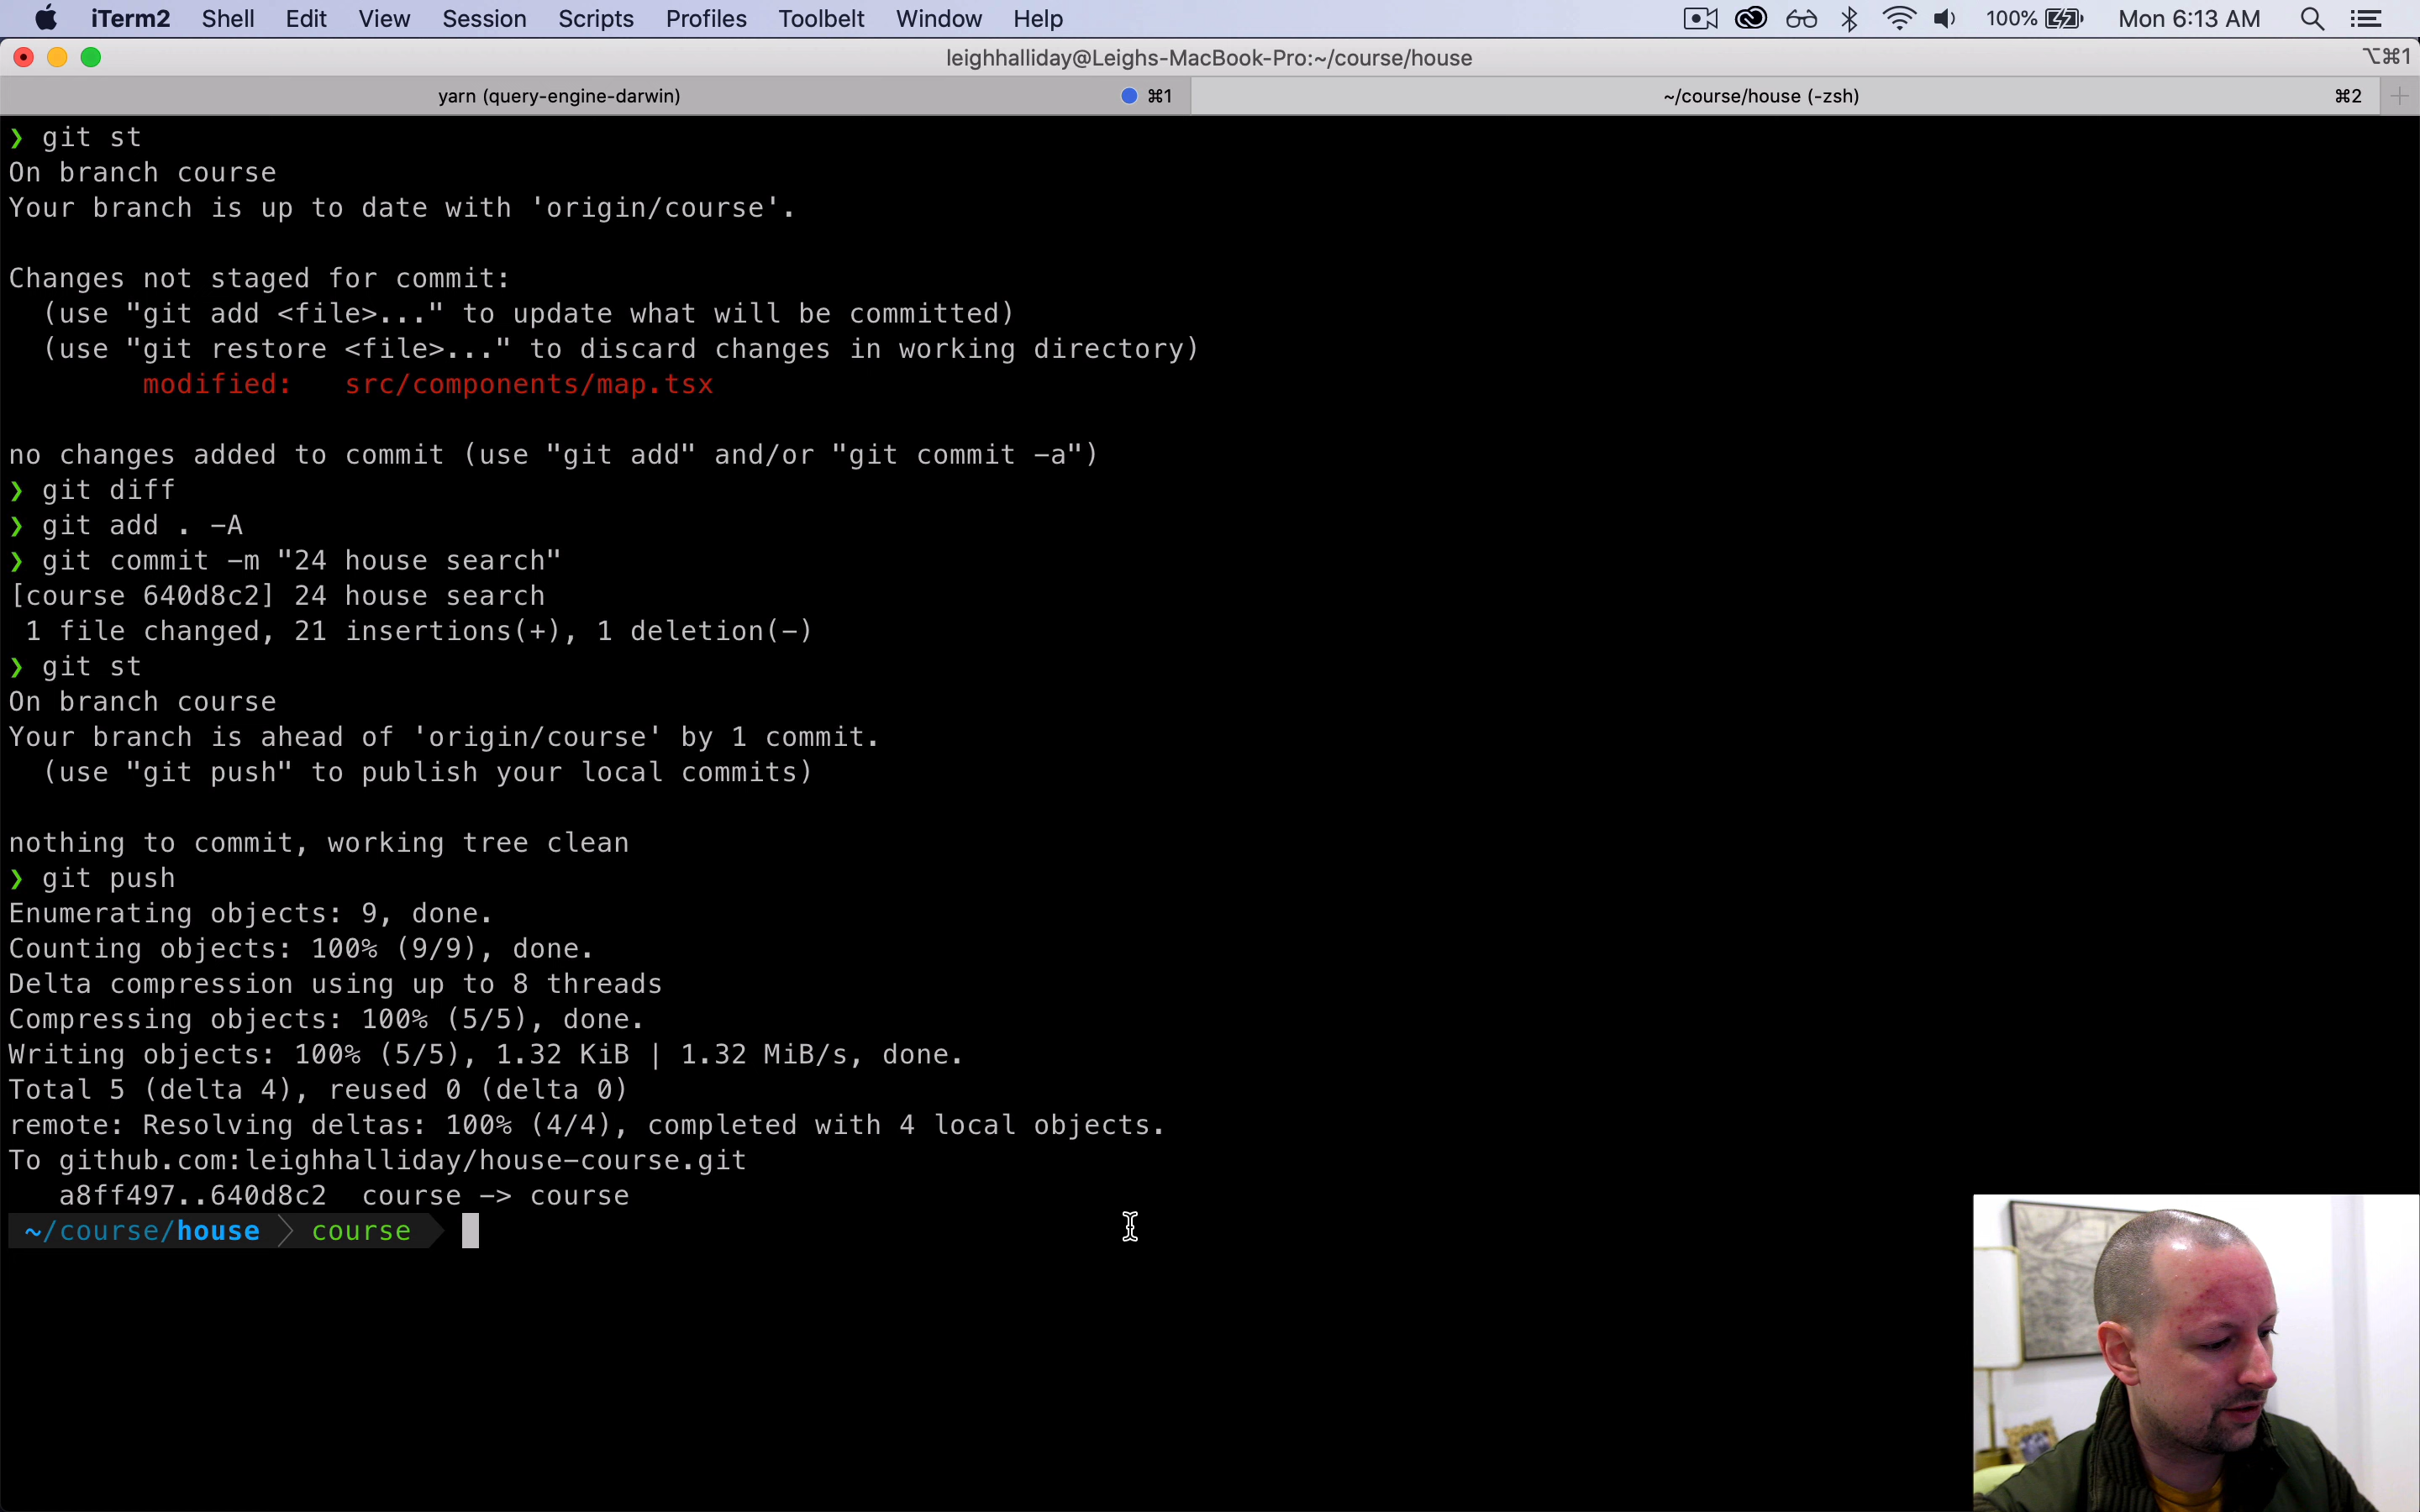 iTerm2 Shell Edit View Session Scripts Profiles Toolbelt Window Help 100% Mon 6:13 AM
leighhalliday@Leighs-MacBook-Pro:~/course/house ⌥⌘1
yarn (query-engine-darwin) ⌘1 ~/course/house (-zsh) ⌘2
❯ git st
On branch course
Your branch is up to date with 'origin/course'.
Changes not staged for commit:
(use "git add <file>..." to update what will be committed)
(use "git restore <file>..." to discard changes in working directory)
modified: src/components/map.tsx
no changes added to commit (use "git add" and/or "git commit -a")
❯ git diff
❯ git add . -A
❯ git commit -m "24 house search"
[course 640d8c2] 24 house search
1 file changed, 21 insertions(+), 1 deletion(-)
❯ git st
On branch course
Your branch is ahead of 'origin/course' by 1 commit.
(use "git push" to publish your local commits)
nothing to commit, working tree clean
❯ git push
Enumerating objects: 9, done.
Counting objects: 100% (9/9), done.
Delta compression using up to 8 threads
Compressing objects: 100% (5/5), done.
Writing objects: 100% (5/5), 1.32 KiB | 1.32 MiB/s, done.
Total 5 (delta 4), reused 0 (delta 0)
remote: Resolving deltas: 100% (4/4), completed with 4 local objects.
To github.com:leighhalliday/house-course.git
a8ff497..640d8c2 course -> course
~/course/house course